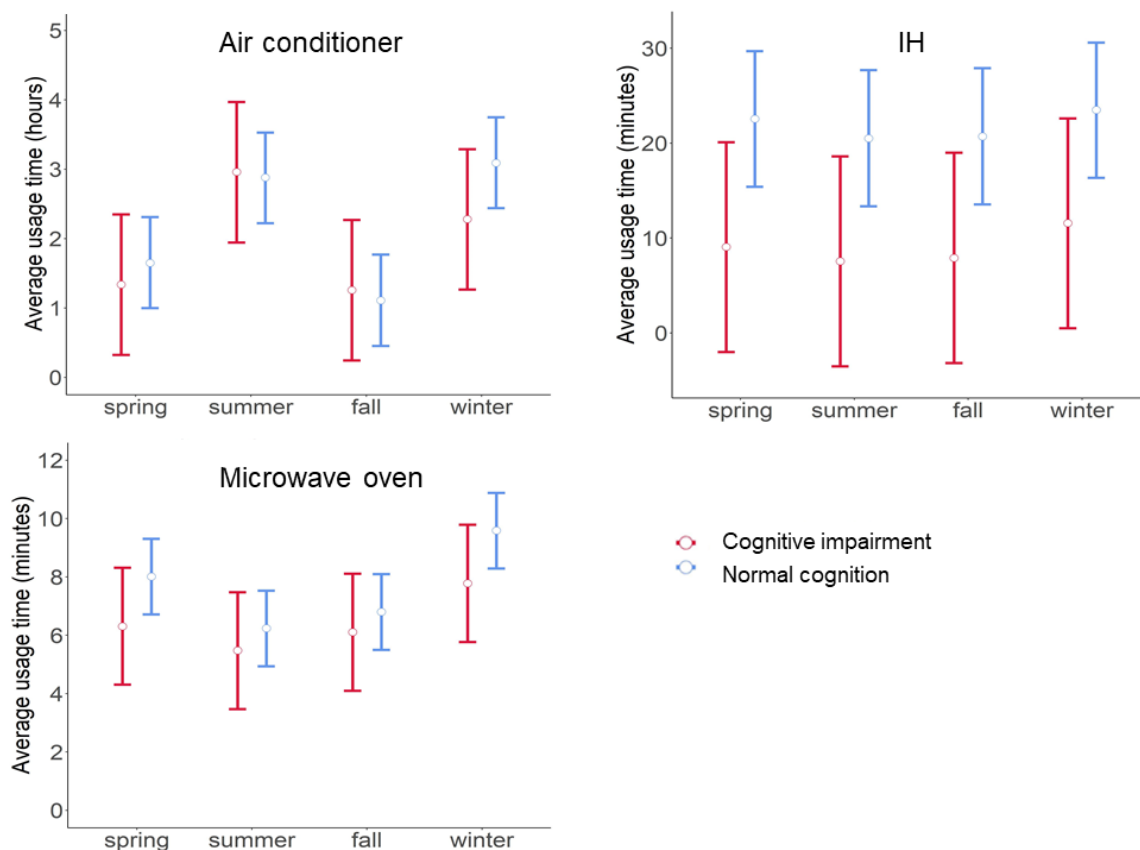 Air conditioner
Average usage time (hours)
5
4
3
2
1
0
spring summer fall winter
IH
Average usage time (minutes)
30
20
10
0
spring summer fall winter
Microwave oven
Average usage time (minutes)
12
10
8
6
4
2
0
spring summer fall winter
Cognitive impairment
Normal cognition